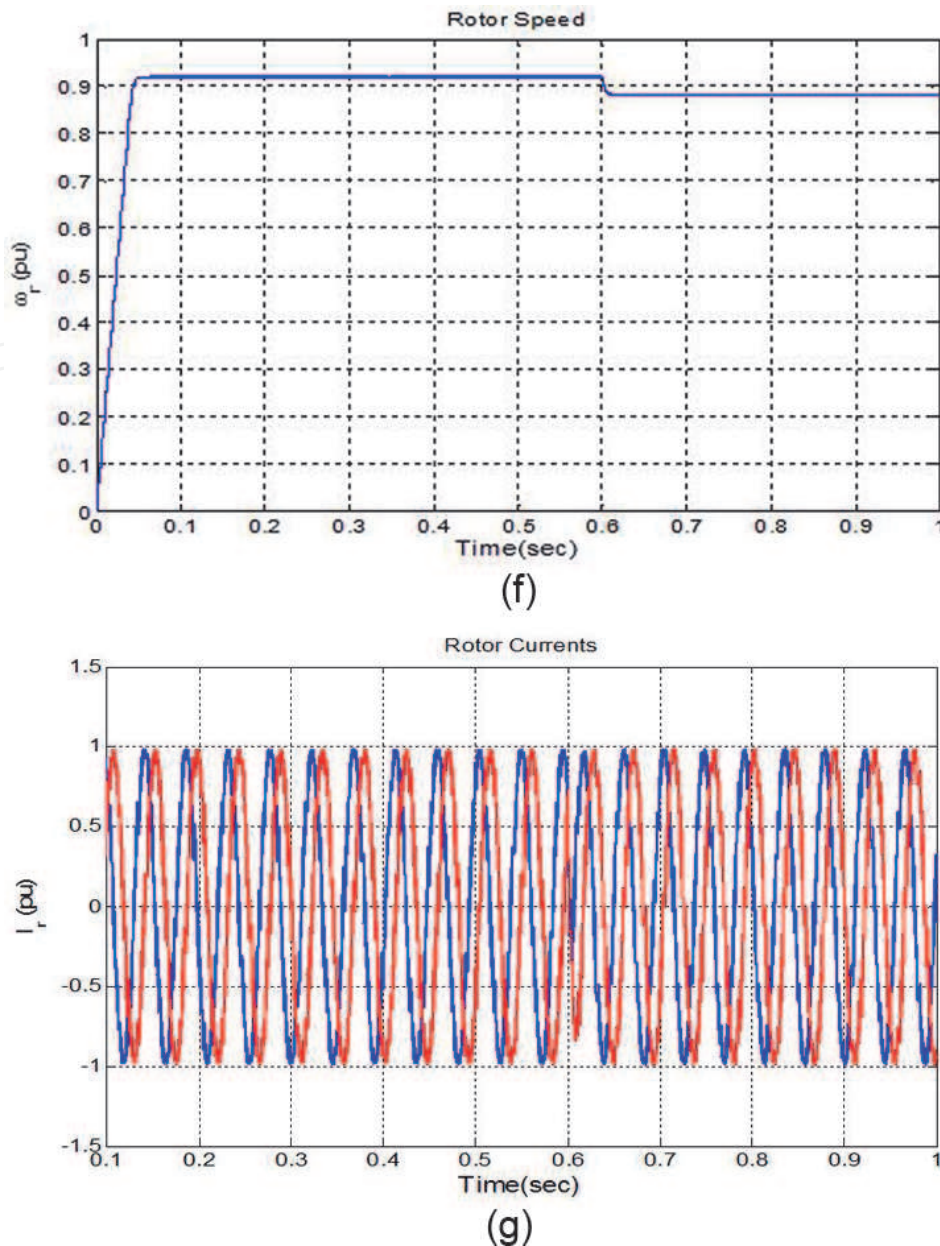 Rotor Speed
1
0.9
0.8
0.7
0.6
0.5
0.4
0.3
0.2
0.1
0
ω_r (pu)
0 0.1 0.2 0.3 0.4 0.5 0.6 0.7 0.8 0.9 1
Time(sec)
(f)
Rotor Currents
1.5
1
0.5
0
-0.5
-1
-1.5
I_r (pu)
0.1 0.2 0.3 0.4 0.5 0.6 0.7 0.8 0.9 1
Time(sec)
(g)